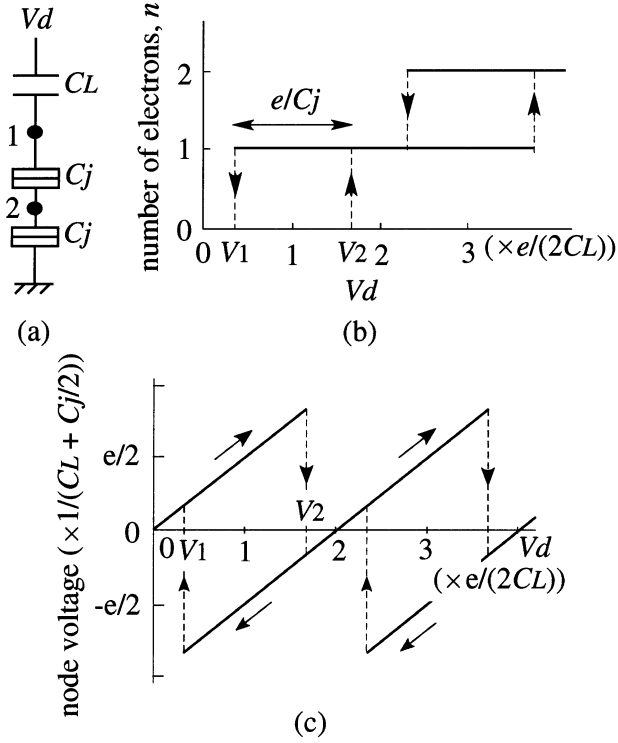 Vd
CL
1
Cj
2
Cj
(a)
number of electrons, n
2
1
0
e/Cj
0 V1 1 V2 2 3 (×e/(2CL))
Vd
(b)
node voltage (×1/(CL + Cj/2))
e/2
0
-e/2
V2
0 V1 1 2 3 Vd
(×e/(2CL))
(c)